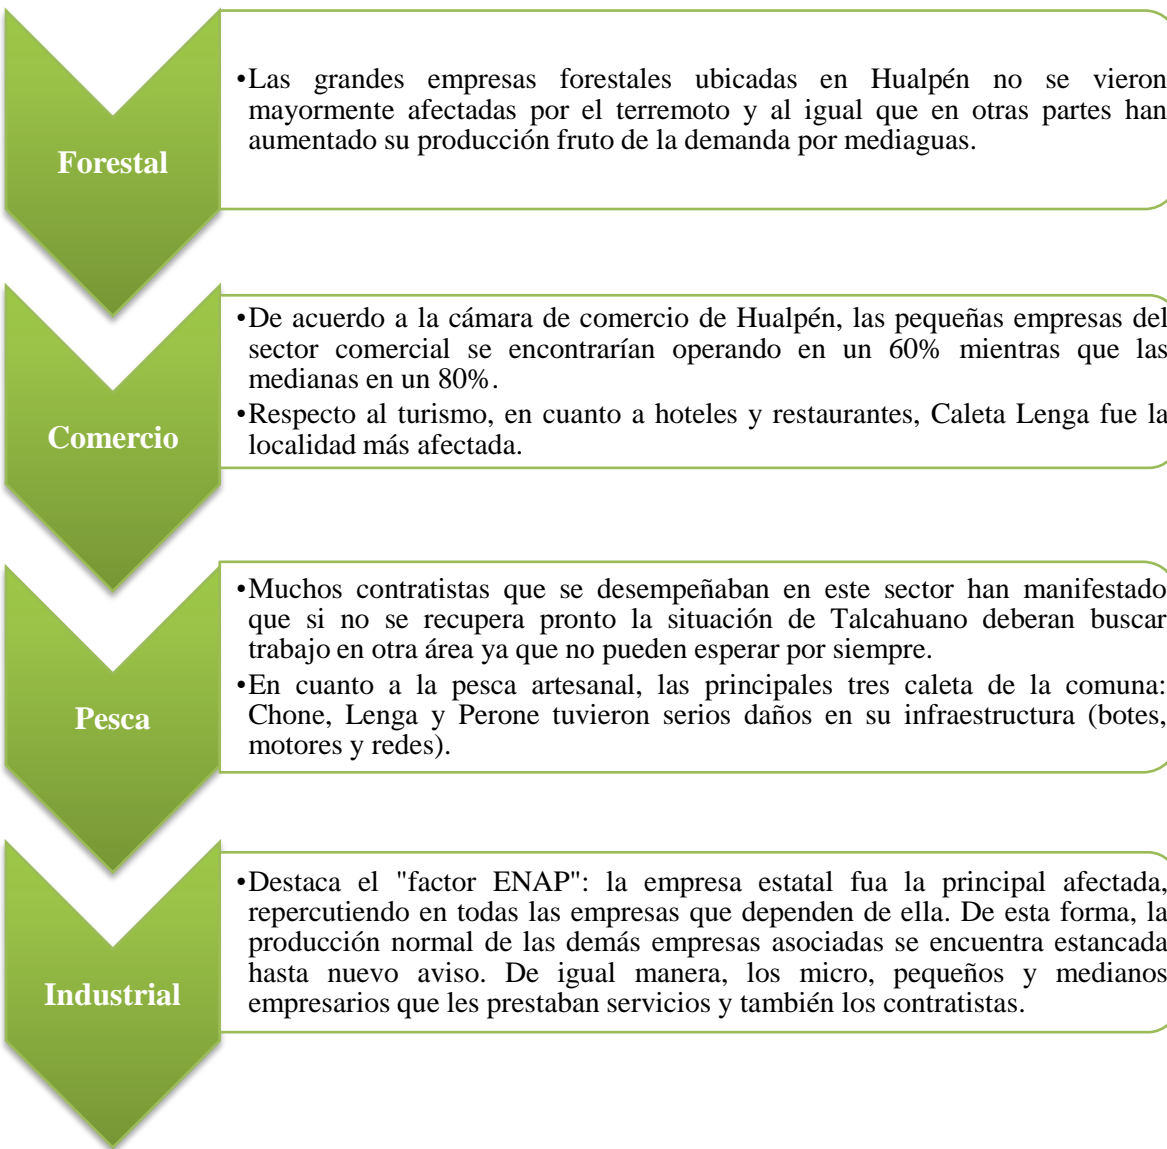 Forestal
•Las grandes empresas forestales ubicadas en Hualpén no se vieron
mayormente afectadas por el terremoto y al igual que en otras partes han
aumentado su producción fruto de la demanda por mediaguas.
Comercio
•De acuerdo a la cámara de comercio de Hualpén, las pequeñas empresas del
sector comercial se encontrarían operando en un 60% mientras que las
medianas en un 80%.
•Respecto al turismo, en cuanto a hoteles y restaurantes, Caleta Lenga fue la
localidad más afectada.
Pesca
•Muchos contratistas que se desempeñaban en este sector han manifestado
que si no se recupera pronto la situación de Talcahuano deberan buscar
trabajo en otra área ya que no pueden esperar por siempre.
•En cuanto a la pesca artesanal, las principales tres caleta de la comuna:
Chone, Lenga y Perone tuvieron serios daños en su infraestructura (botes,
motores y redes).
Industrial
•Destaca el "factor ENAP": la empresa estatal fua la principal afectada,
repercutiendo en todas las empresas que dependen de ella. De esta forma, la
producción normal de las demás empresas asociadas se encuentra estancada
hasta nuevo aviso. De igual manera, los micro, pequeños y medianos
empresarios que les prestaban servicios y también los contratistas.